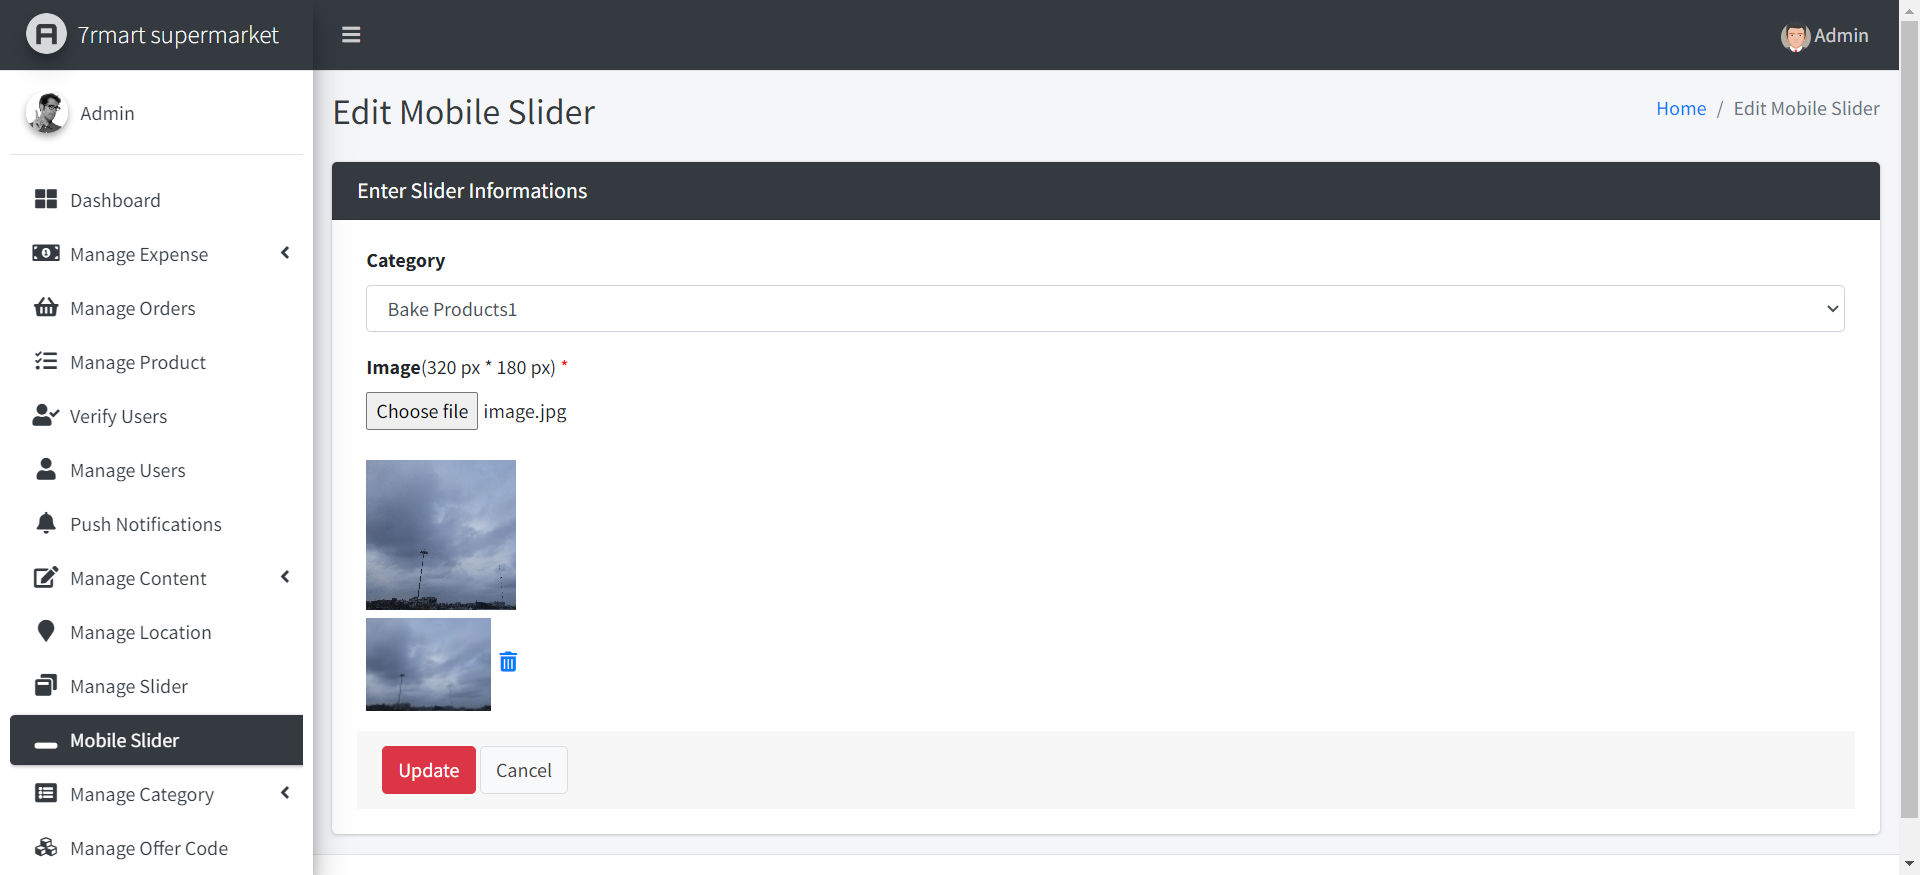 7rmart supermarket
Admin
Admin
Edit Mobile Slider
Home / Edit Mobile Slider
Dashboard
Manage Expense
Manage Orders
Manage Product
Verify Users
Manage Users
Push Notifications
Manage Content
Manage Location
Manage Slider
Mobile Slider
Manage Category
Manage Offer Code
Enter Slider Informations
Category
Bake Products1
Image(320 px * 180 px) *
Choose file image.jpg
Update Cancel